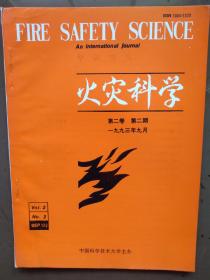 ISSN 1004-5309
FIRE SAFETY SCIENCE
An International Journal
火灾科学
第二卷 第二期
一九九三年九月
Vol. 2
No. 2
SEP.
中国科学技术大学主办